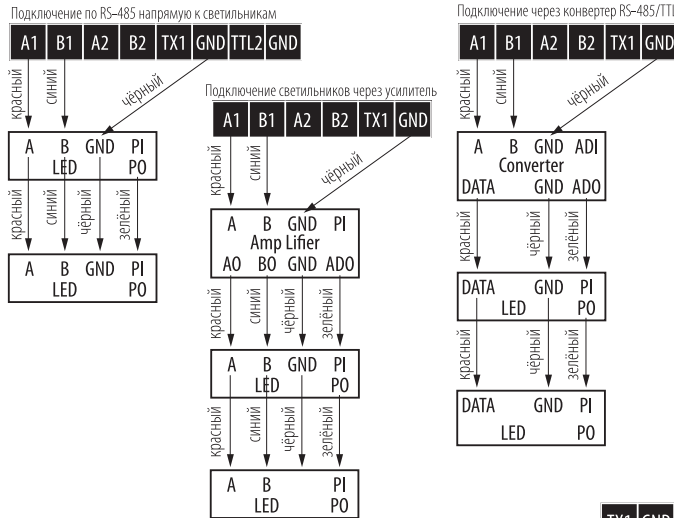 Подключение по RS-485 напрямую к светильникам
A1 B1 A2 B2 TX1 GND TTL2 GND
красный синий чёрный
A B GND PI
LED PO
красный синий чёрный зелёный
A B GND PI
LED PO
Подключение светильников через усилитель
A1 B1 A2 B2 TX1 GND
красный синий чёрный
A B GND PI
Amp Lifier
AO BO GND ADO
красный синий чёрный зелёный
A B GND PI
LED PO
красный синий чёрный зелёный
A B PI
LED PO
Подключение через конвертер RS-485/TTL
A1 B1 A2 B2 TX1 GND
красный синий чёрный
A B GND ADI
Converter
DATA GND ADO
красный чёрный зелёный
DATA GND PI
LED PO
красный чёрный зелёный
DATA GND PI
LED PO
TX1 GND